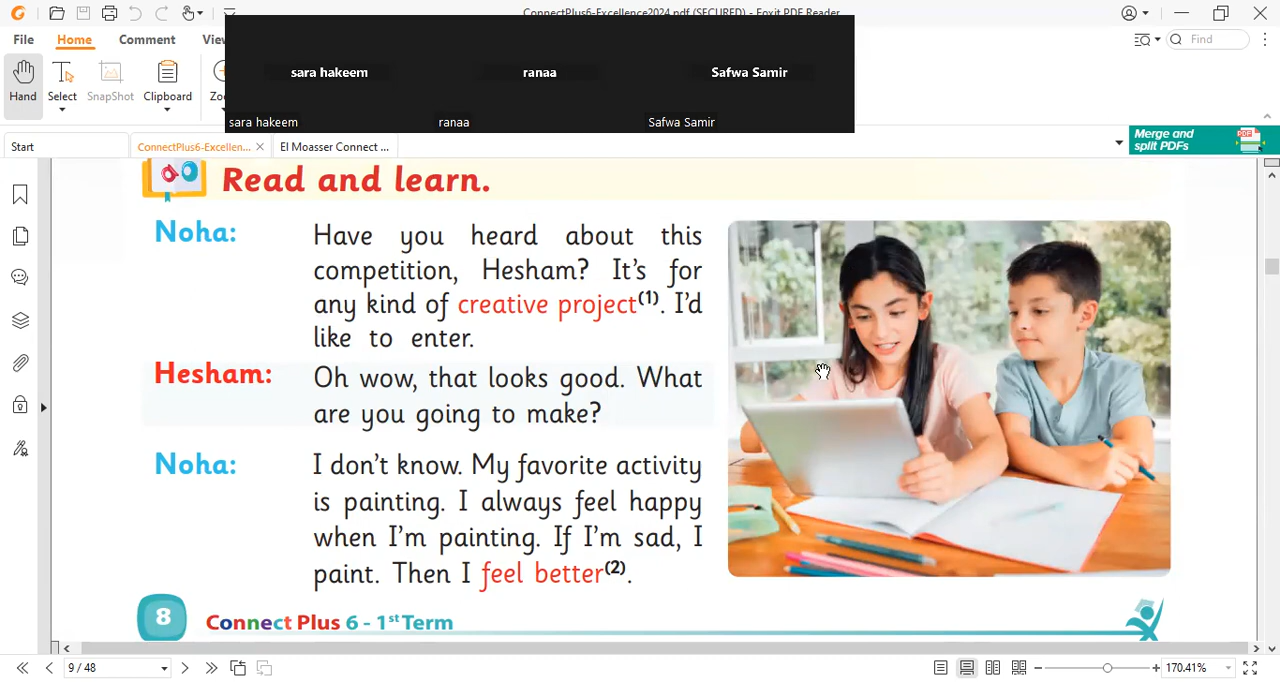 ConnectPlus6-Excellence2024.pdf (SECURED) - Foxit PDF Reader
File Home Comment
Find
sara hakeem ranaa Safwa Samir
sara hakeem ranaa Safwa Samir
Hand Select SnapShot Clipboard
Start ConnectPlus6-Excellen... El Moasser Connect ...
Merge and
split PDFs
PDF
Read and learn.
Noha: Have you heard about this
competition, Hesham? It's for
any kind of creative project(1). I'd
like to enter.
Hesham: Oh wow, that looks good. What
are you going to make?
Noha: I don't know. My favorite activity
is painting. I always feel happy
when I'm painting. If I'm sad, I
paint. Then I feel better(2).
8 Connect Plus 6 - 1st Term
9 / 48 170.41%